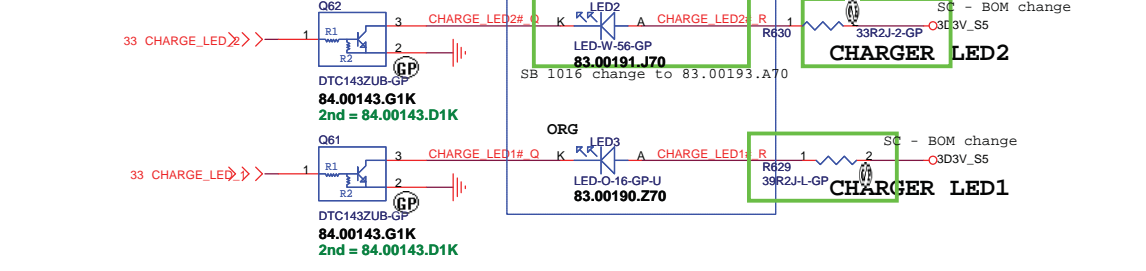 Q62
LED2
SC - BOM change
1
R1
R2
3
CHARGE_LED2#_Q
K
A
CHARGE_LED2#_R
1
3D3V_S5
33 CHARGE_LED_2
2
LED-W-56-GP
R630
33R2J-2-GP
GP
83.00191.J70
CHARGER LED2
DTC143ZUB-GP
SB 1016 change to 83.00193.A70
84.00143.G1K
2nd = 84.00143.D1K
ORG
Q61
LED3
SC - BOM change
1
R1
R2
3
CHARGE_LED1#_Q
K
A
CHARGE_LED1#_R
1
2
3D3V_S5
33 CHARGE_LED_1
2
LED-O-16-GP-U
R629
39R2J-L-GP
GP
83.00190.Z70
CHARGER LED1
DTC143ZUB-GP
84.00143.G1K
2nd = 84.00143.D1K